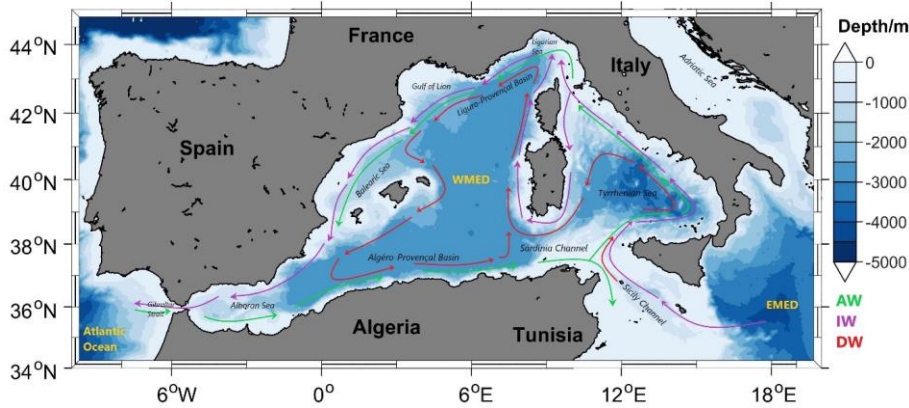 Depth/m
44°N
42°N
40°N
38°N
36°N
34°N
6°W
0°
6°E
12°E
18°E
0
-1000
-2000
-3000
-4000
-5000
AW
IW
DW
France
Italy
Spain
Algeria
Tunisia
Ligurian
Sea
Adriatic Sea
Gulf of Lion
Liguro-Provençal Basin
Balearic Sea
WMED
Tyrrhenian Sea
Sardinia Channel
Algéro-Provençal Basin
Sicily Channel
Gibraltar
Strait
Alboran Sea
EMED
Atlantic
Ocean